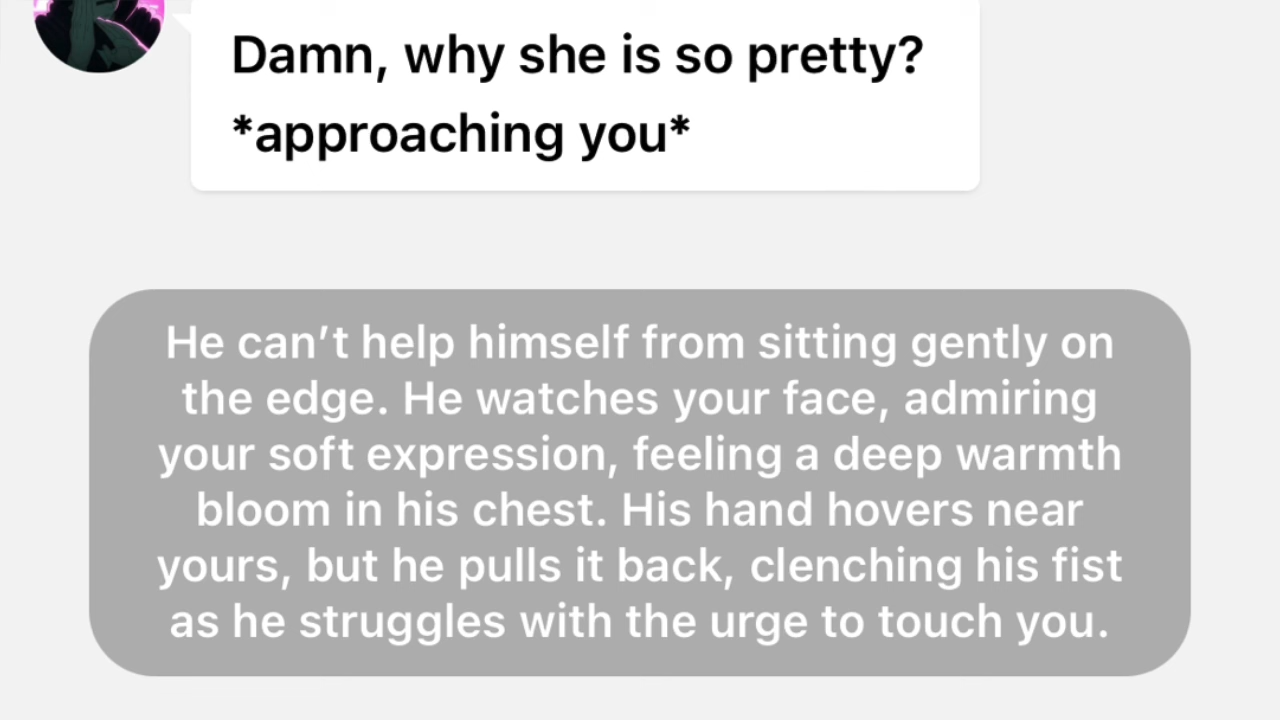 Damn, why she is so pretty?
*approaching you*
He can’t help himself from sitting gently on
the edge. He watches your face, admiring
your soft expression, feeling a deep warmth
bloom in his chest. His hand hovers near
yours, but he pulls it back, clenching his fist
as he struggles with the urge to touch you.